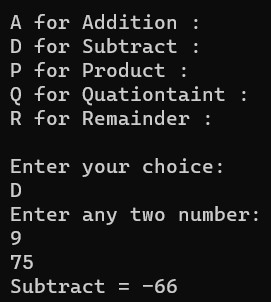 A for Addition :
D for Subtract :
P for Product :
Q for Quationtaint :
R for Remainder :
Enter your choice:
D
Enter any two number:
9
75
Subtract = -66